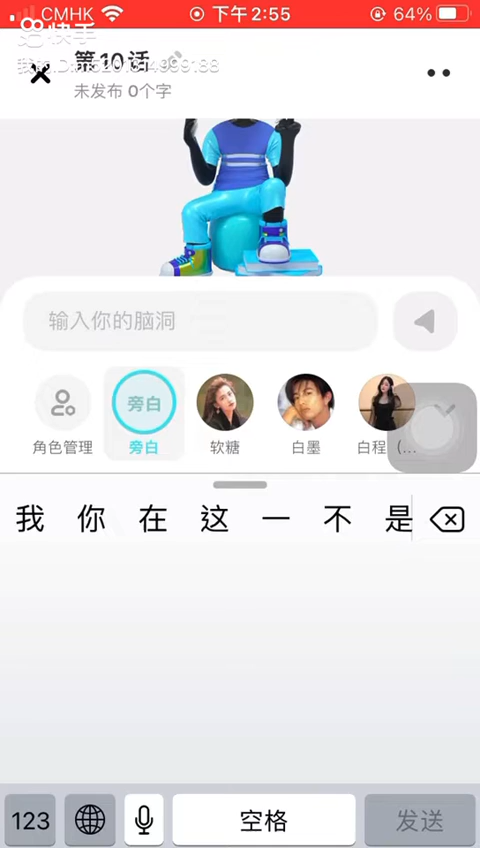 CMHK 下午2:55 64%
快手
第10话
未发布 0个字
输入你的脑洞
旁白
角色管理 旁白 软糖 白墨 白程 (...
我 你 在 这 一 不 是
123 空格 发送